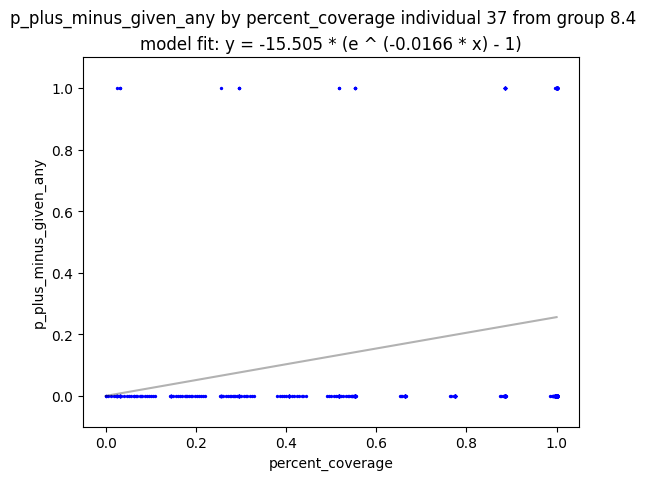 p_plus_minus_given_any by percent_coverage individual 37 from group 8.4
model fit: y = -15.505 * (e ^ (-0.0166 * x) - 1)
p_plus_minus_given_any
1.0
0.8
0.6
0.4
0.2
0.0
0.0 0.2 0.4 0.6 0.8 1.0
percent_coverage